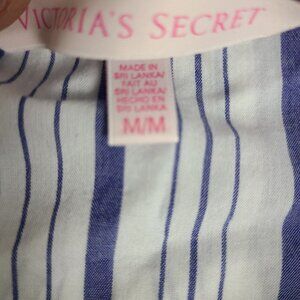 VICTORIA'S SECRET
MADE IN
SRI LANKA/
FAIT AU
SRI LANKA/
HECHO EN
SRI LANKA
M/M